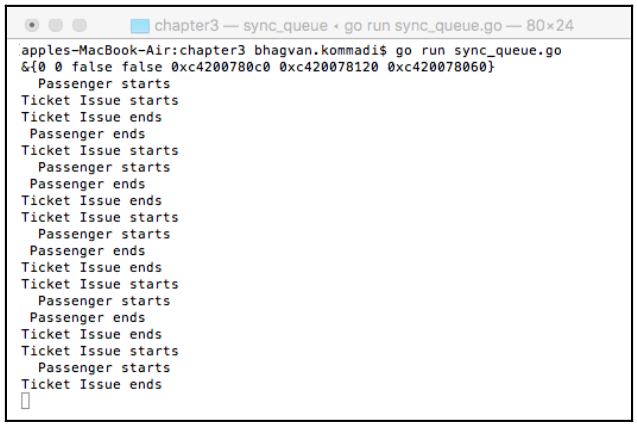 chapter3 — sync_queue • go run sync_queue.go — 80×24
apples-MacBook-Air:chapter3 bhagvan.kommadi$ go run sync_queue.go
&{0 0 false false 0xc4200780c0 0xc420078120 0xc420078060}
Passenger starts
Ticket Issue starts
Ticket Issue ends
Passenger ends
Ticket Issue starts
Passenger starts
Passenger ends
Ticket Issue ends
Ticket Issue starts
Passenger starts
Passenger ends
Ticket Issue ends
Ticket Issue starts
Passenger starts
Passenger ends
Ticket Issue ends
Ticket Issue starts
Passenger starts
Ticket Issue ends